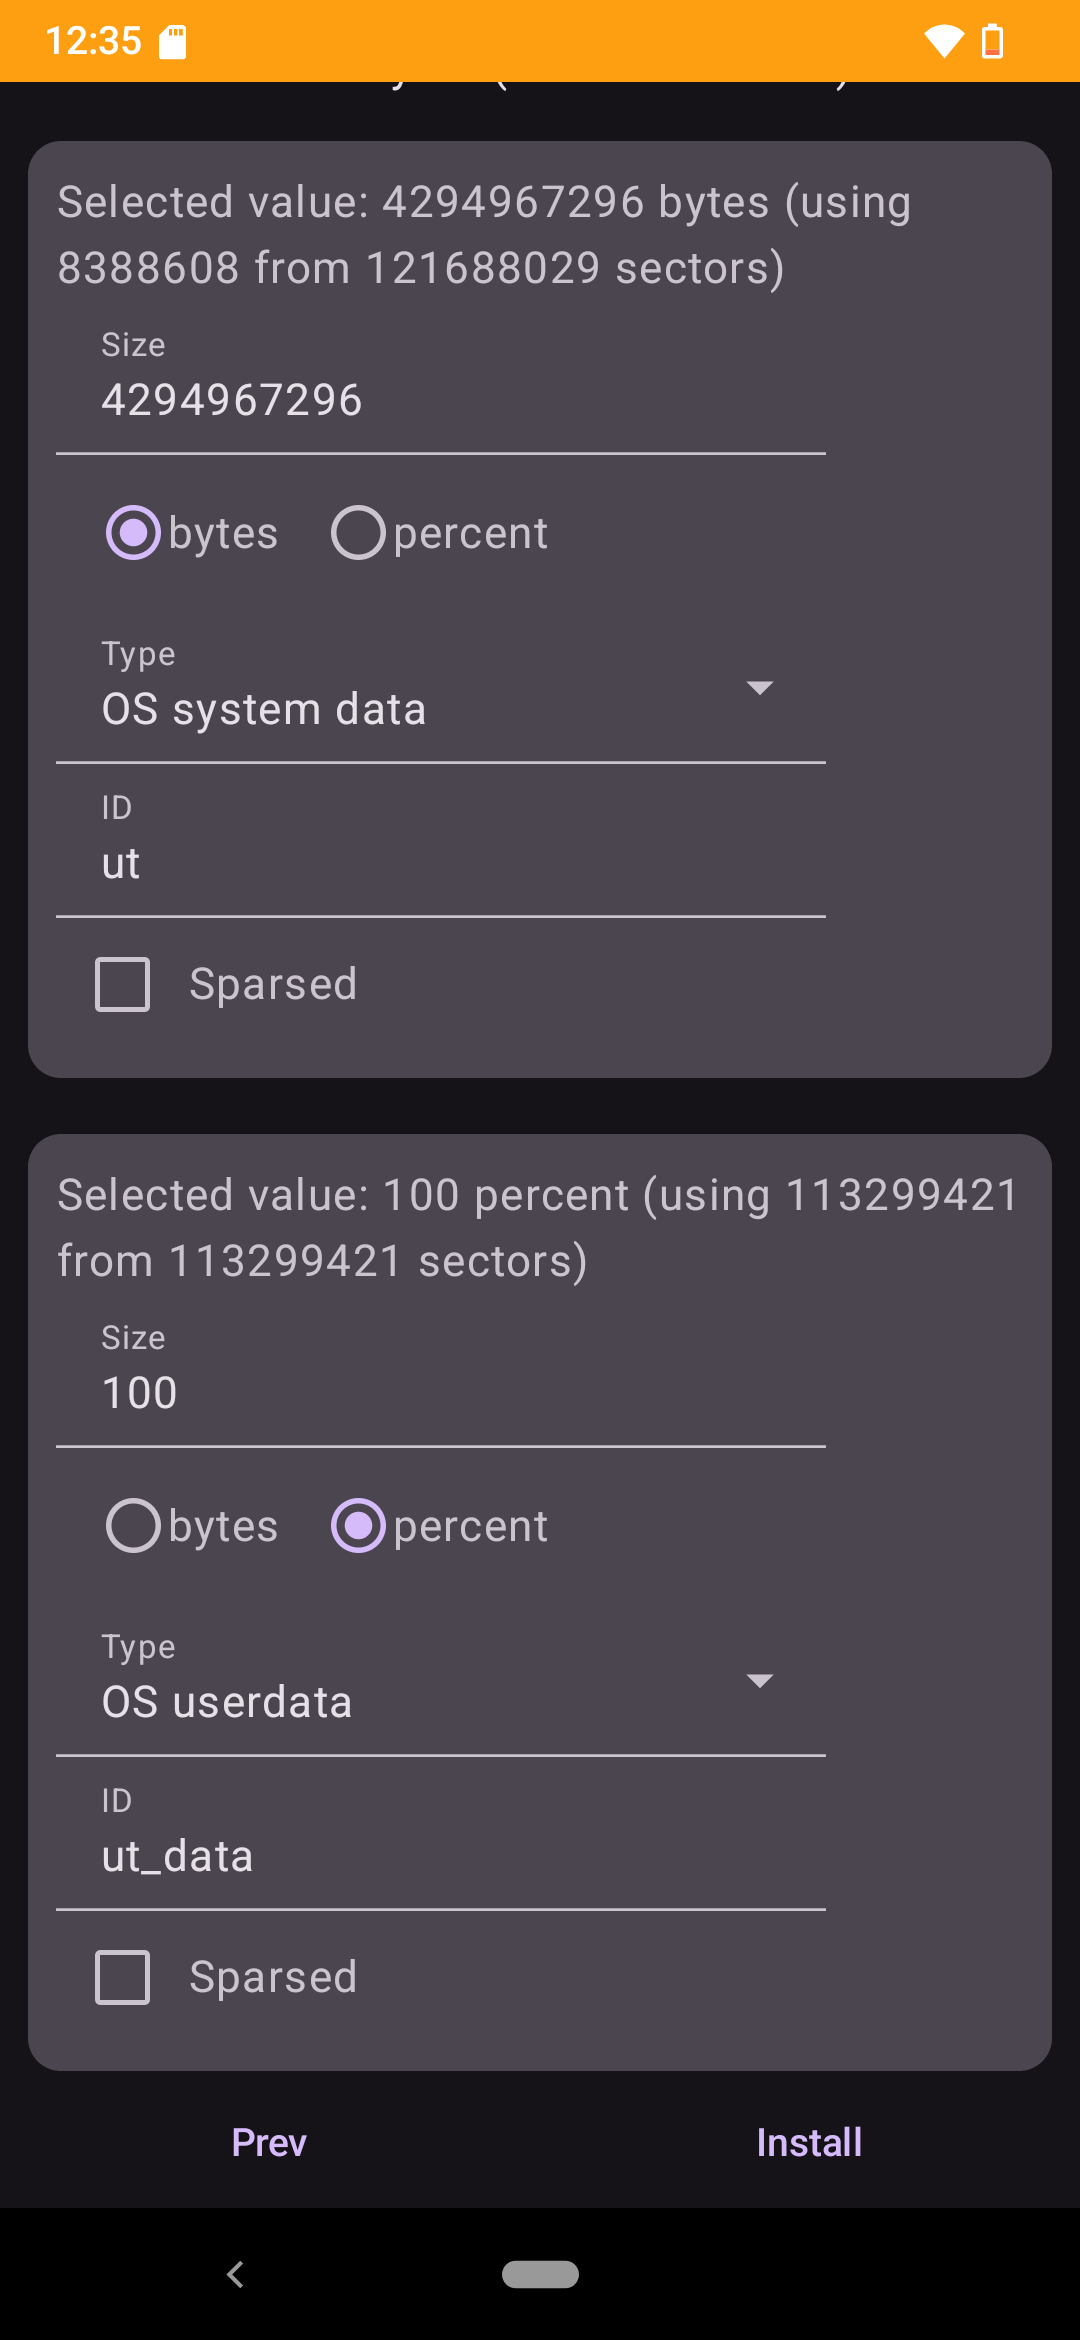 12:35
Selected value: 4294967296 bytes (using
8388608 from 121688029 sectors)
Size
4294967296
bytes percent
Type
OS system data
ID
ut
Sparsed
Selected value: 100 percent (using 113299421
from 113299421 sectors)
Size
100
bytes percent
Type
OS userdata
ID
ut_data
Sparsed
Prev Install